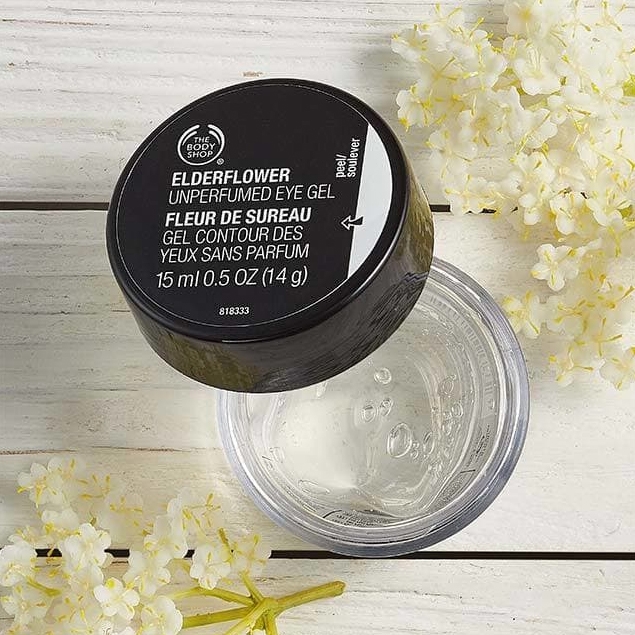 THE
BODY
SHOP®
ELDERFLOWER
UNPERFUMED EYE GEL
FLEUR DE SUREAU
GEL CONTOUR DES
YEUX SANS PARFUM
15 ml 0.5 OZ (14 g)
818333
peel/
soulever